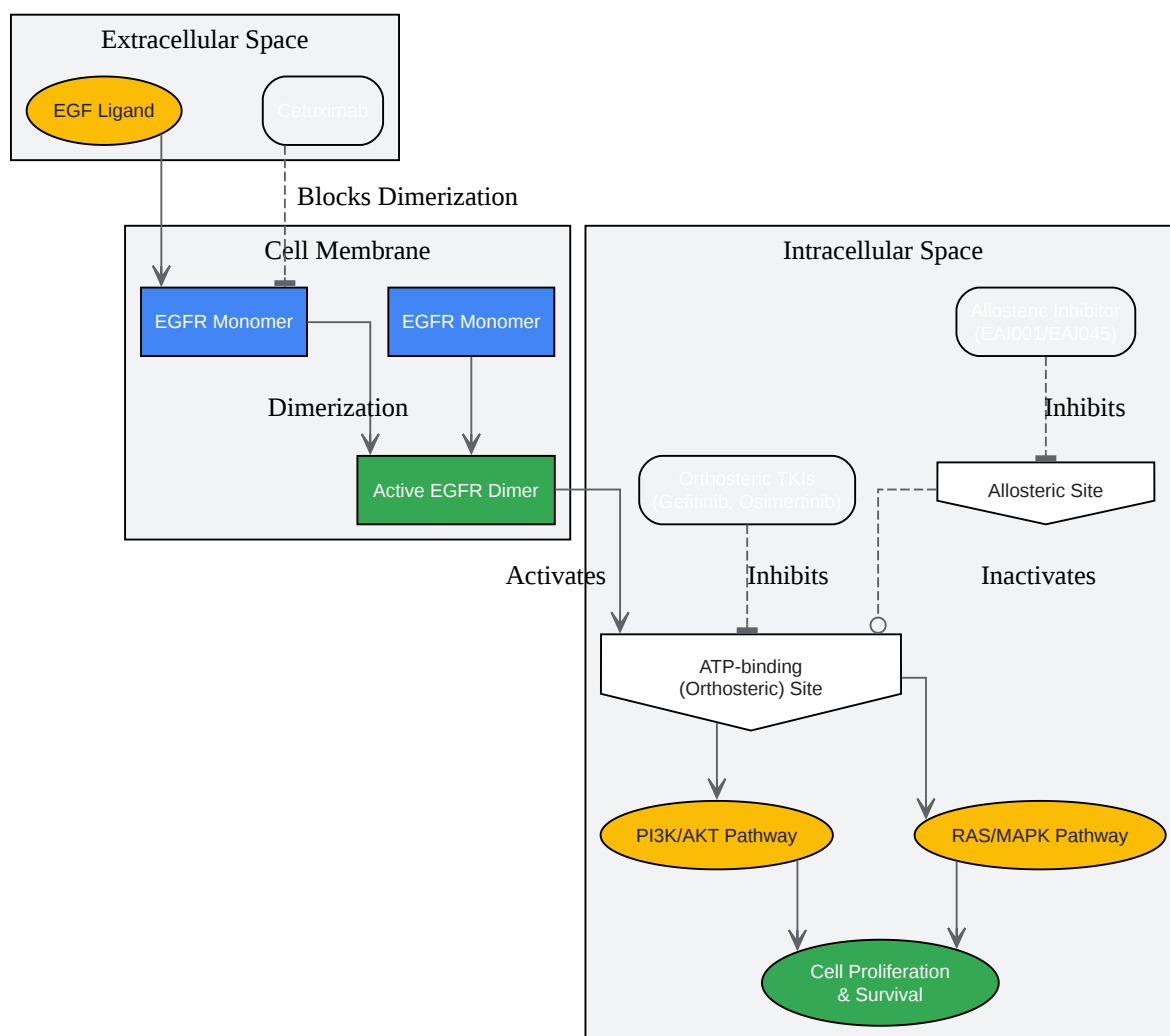 Extracellular Space
EGF Ligand
Cetuximab
Blocks Dimerization
Cell Membrane
EGFR Monomer
EGFR Monomer
Dimerization
Active EGFR Dimer
Intracellular Space
Allosteric Inhibitor
(EAI001/EAI045)
Inhibits
Orthosteric TKIs
(Gefitinib, Osimertinib)
Allosteric Site
Activates
Inhibits
Inactivates
ATP-binding
(Orthosteric) Site
PI3K/AKT Pathway
RAS/MAPK Pathway
Cell Proliferation
& Survival